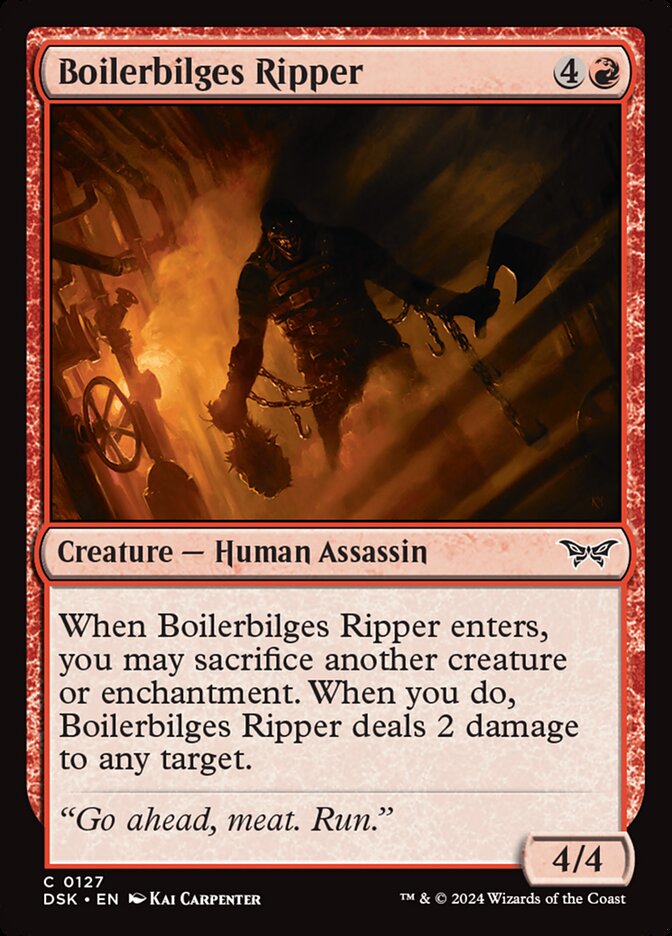 Boilerbilges Ripper 4
Creature — Human Assassin
When Boilerbilges Ripper enters,
you may sacrifice another creature
or enchantment. When you do,
Boilerbilges Ripper deals 2 damage
to any target.
“Go ahead, meat. Run.”
4/4
C 0127
DSK • EN Kai Carpenter
™ & © 2024 Wizards of the Coast